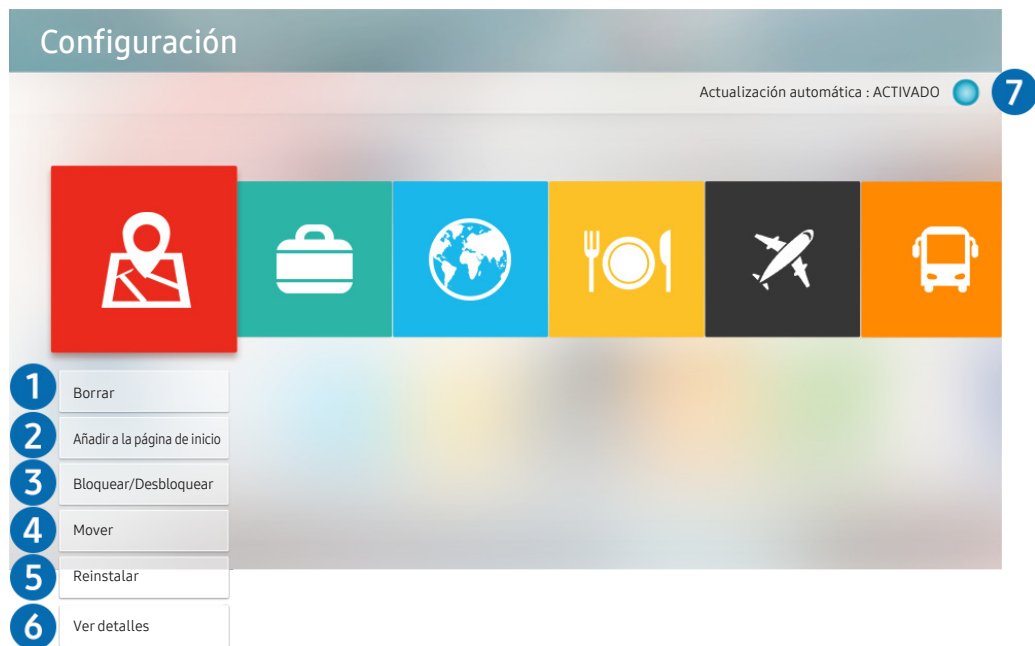 Configuración
Actualización automática : ACTIVADO
7
1
Borrar
2
Añadir a la página de inicio
3
Bloquear/Desbloquear
4
Mover
5
Reinstalar
6
Ver detalles